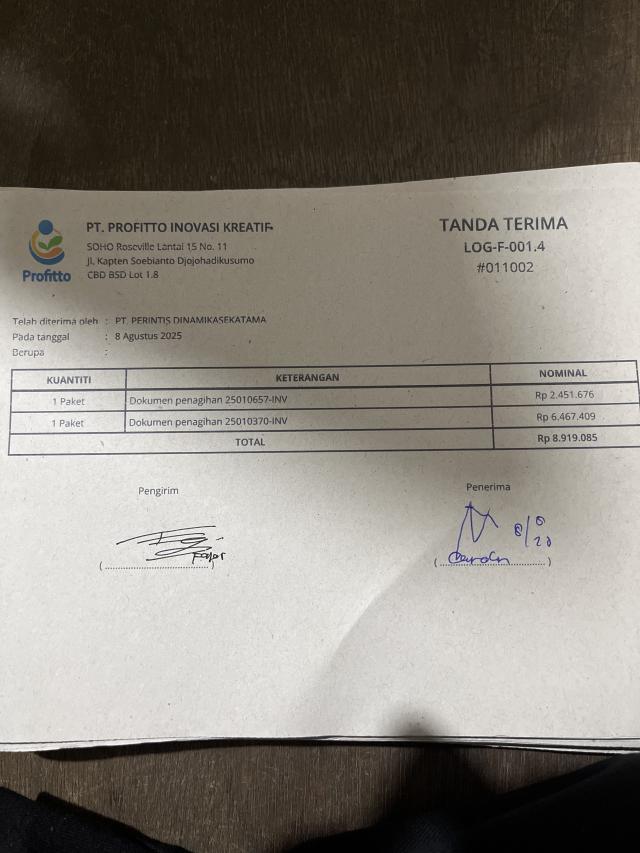 PT. PROFITTO INOVASI KREATIF
SOHO Roseville Lantai 15 No. 11
Jl. Kapten Soebianto Djojohadikusumo
CBD BSD Lot 1.8
Profitto
TANDA TERIMA
LOG-F-001.4
#011002
Telah diterima oleh : PT. PERINTIS DINAMIKASEKATAMA
Pada tanggal : 8 Agustus 2025
Berupa :
KUANTITI KETERANGAN NOMINAL
1 Paket Dokumen penagihan 25010657-INV Rp 2.451.676
1 Paket Dokumen penagihan 25010370-INV Rp 6.467.409
TOTAL Rp 8.919.085
Pengirim Penerima
Fajar